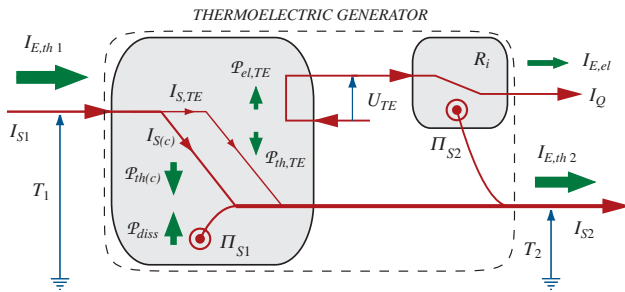 THERMOELECTRIC GENERATOR
I_{E,th 1}
R_i
I_{E,el}
𝒫_{el,TE}
I_{S,TE}
U_{TE}
I_Q
I_{S1}
I_{S(c)}
Π_{S2}
𝒫_{th,TE}
I_{E,th 2}
T_1
𝒫_{th(c)}
𝒫_{diss}
Π_{S1}
T_2
I_{S2}